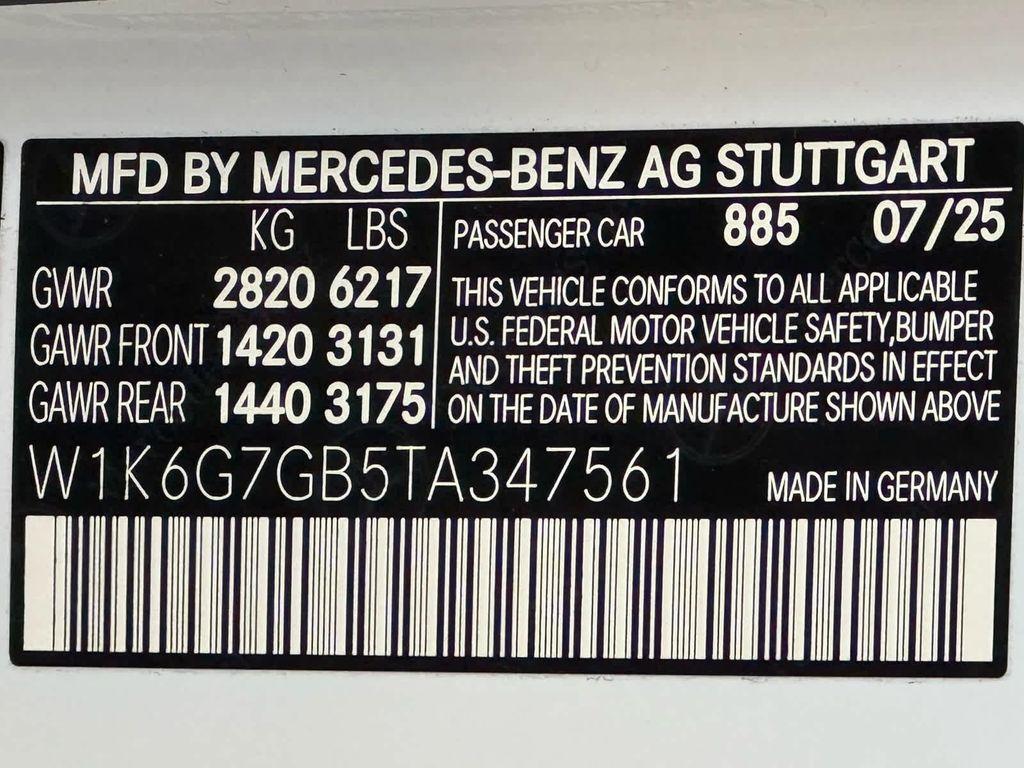 MFD BY MERCEDES-BENZ AG STUTTGART
KG LBS
GVWR 2820 6217
GAWR FRONT 1420 3131
GAWR REAR 1440 3175
PASSENGER CAR 885 07/25
THIS VEHICLE CONFORMS TO ALL APPLICABLE
U.S. FEDERAL MOTOR VEHICLE SAFETY,BUMPER
AND THEFT PREVENTION STANDARDS IN EFFECT
ON THE DATE OF MANUFACTURE SHOWN ABOVE
W1K6G7GB5TA347561
MADE IN GERMANY